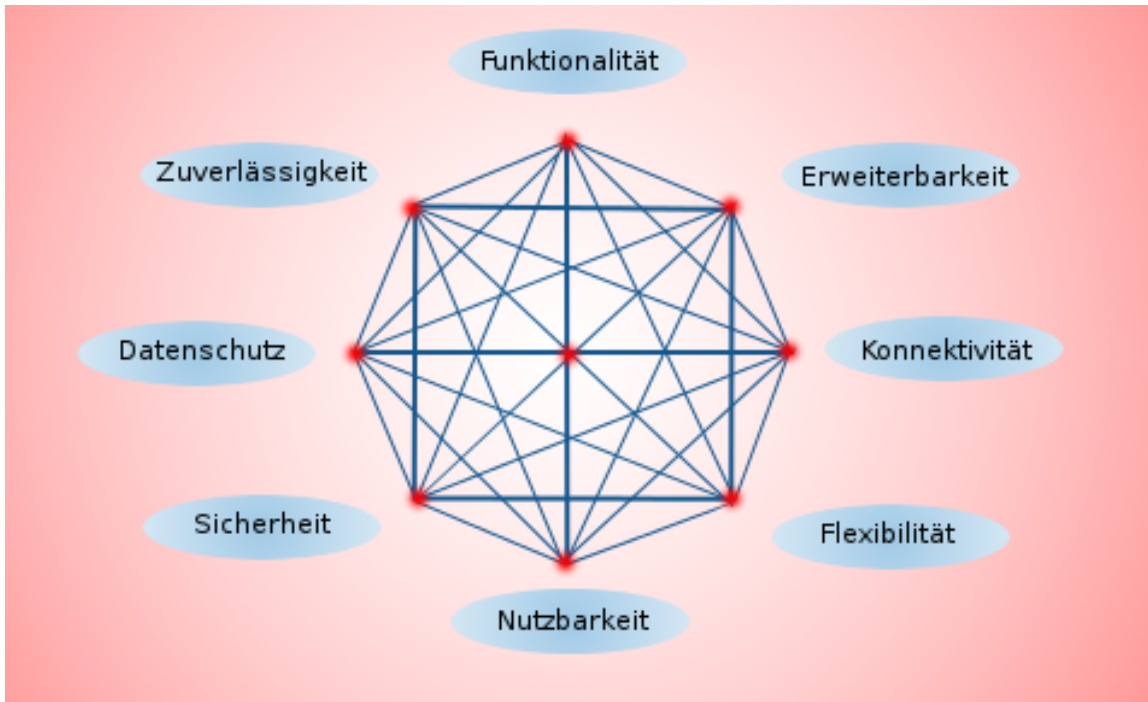 Funktionalität
Zuverlässigkeit
Erweiterbarkeit
Datenschutz
Konnektivität
Sicherheit
Flexibilität
Nutzbarkeit